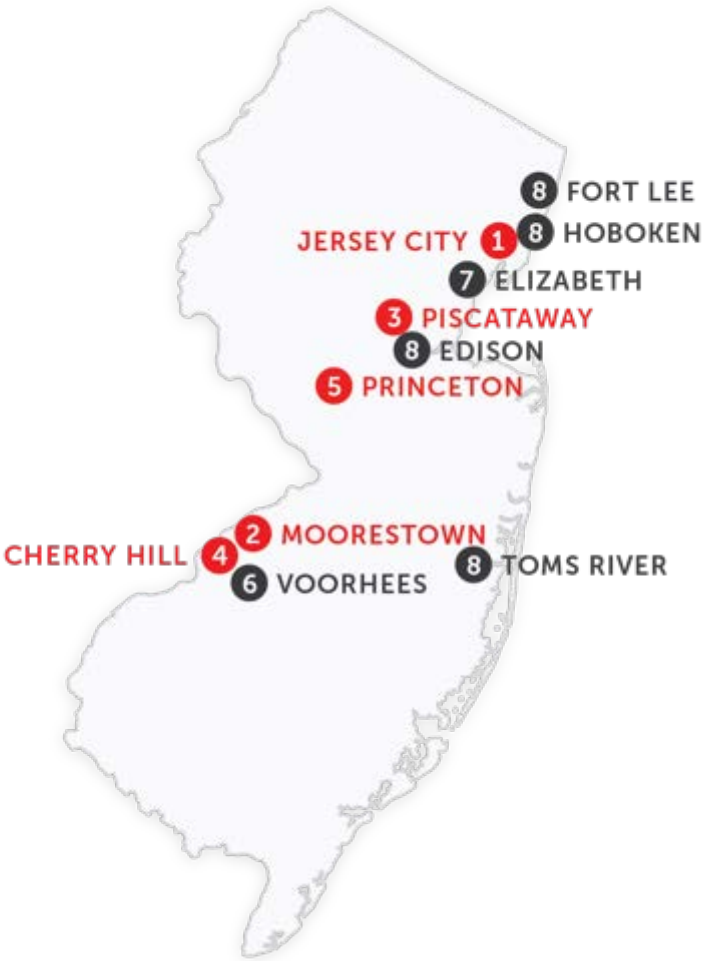 8 FORT LEE
JERSEY CITY 1 8 HOBOKEN
7 ELIZABETH
3 PISCATAWAY
8 EDISON
5 PRINCETON
2 MOORESTOWN
CHERRY HILL 4
8 TOMS RIVER
6 VOORHEES